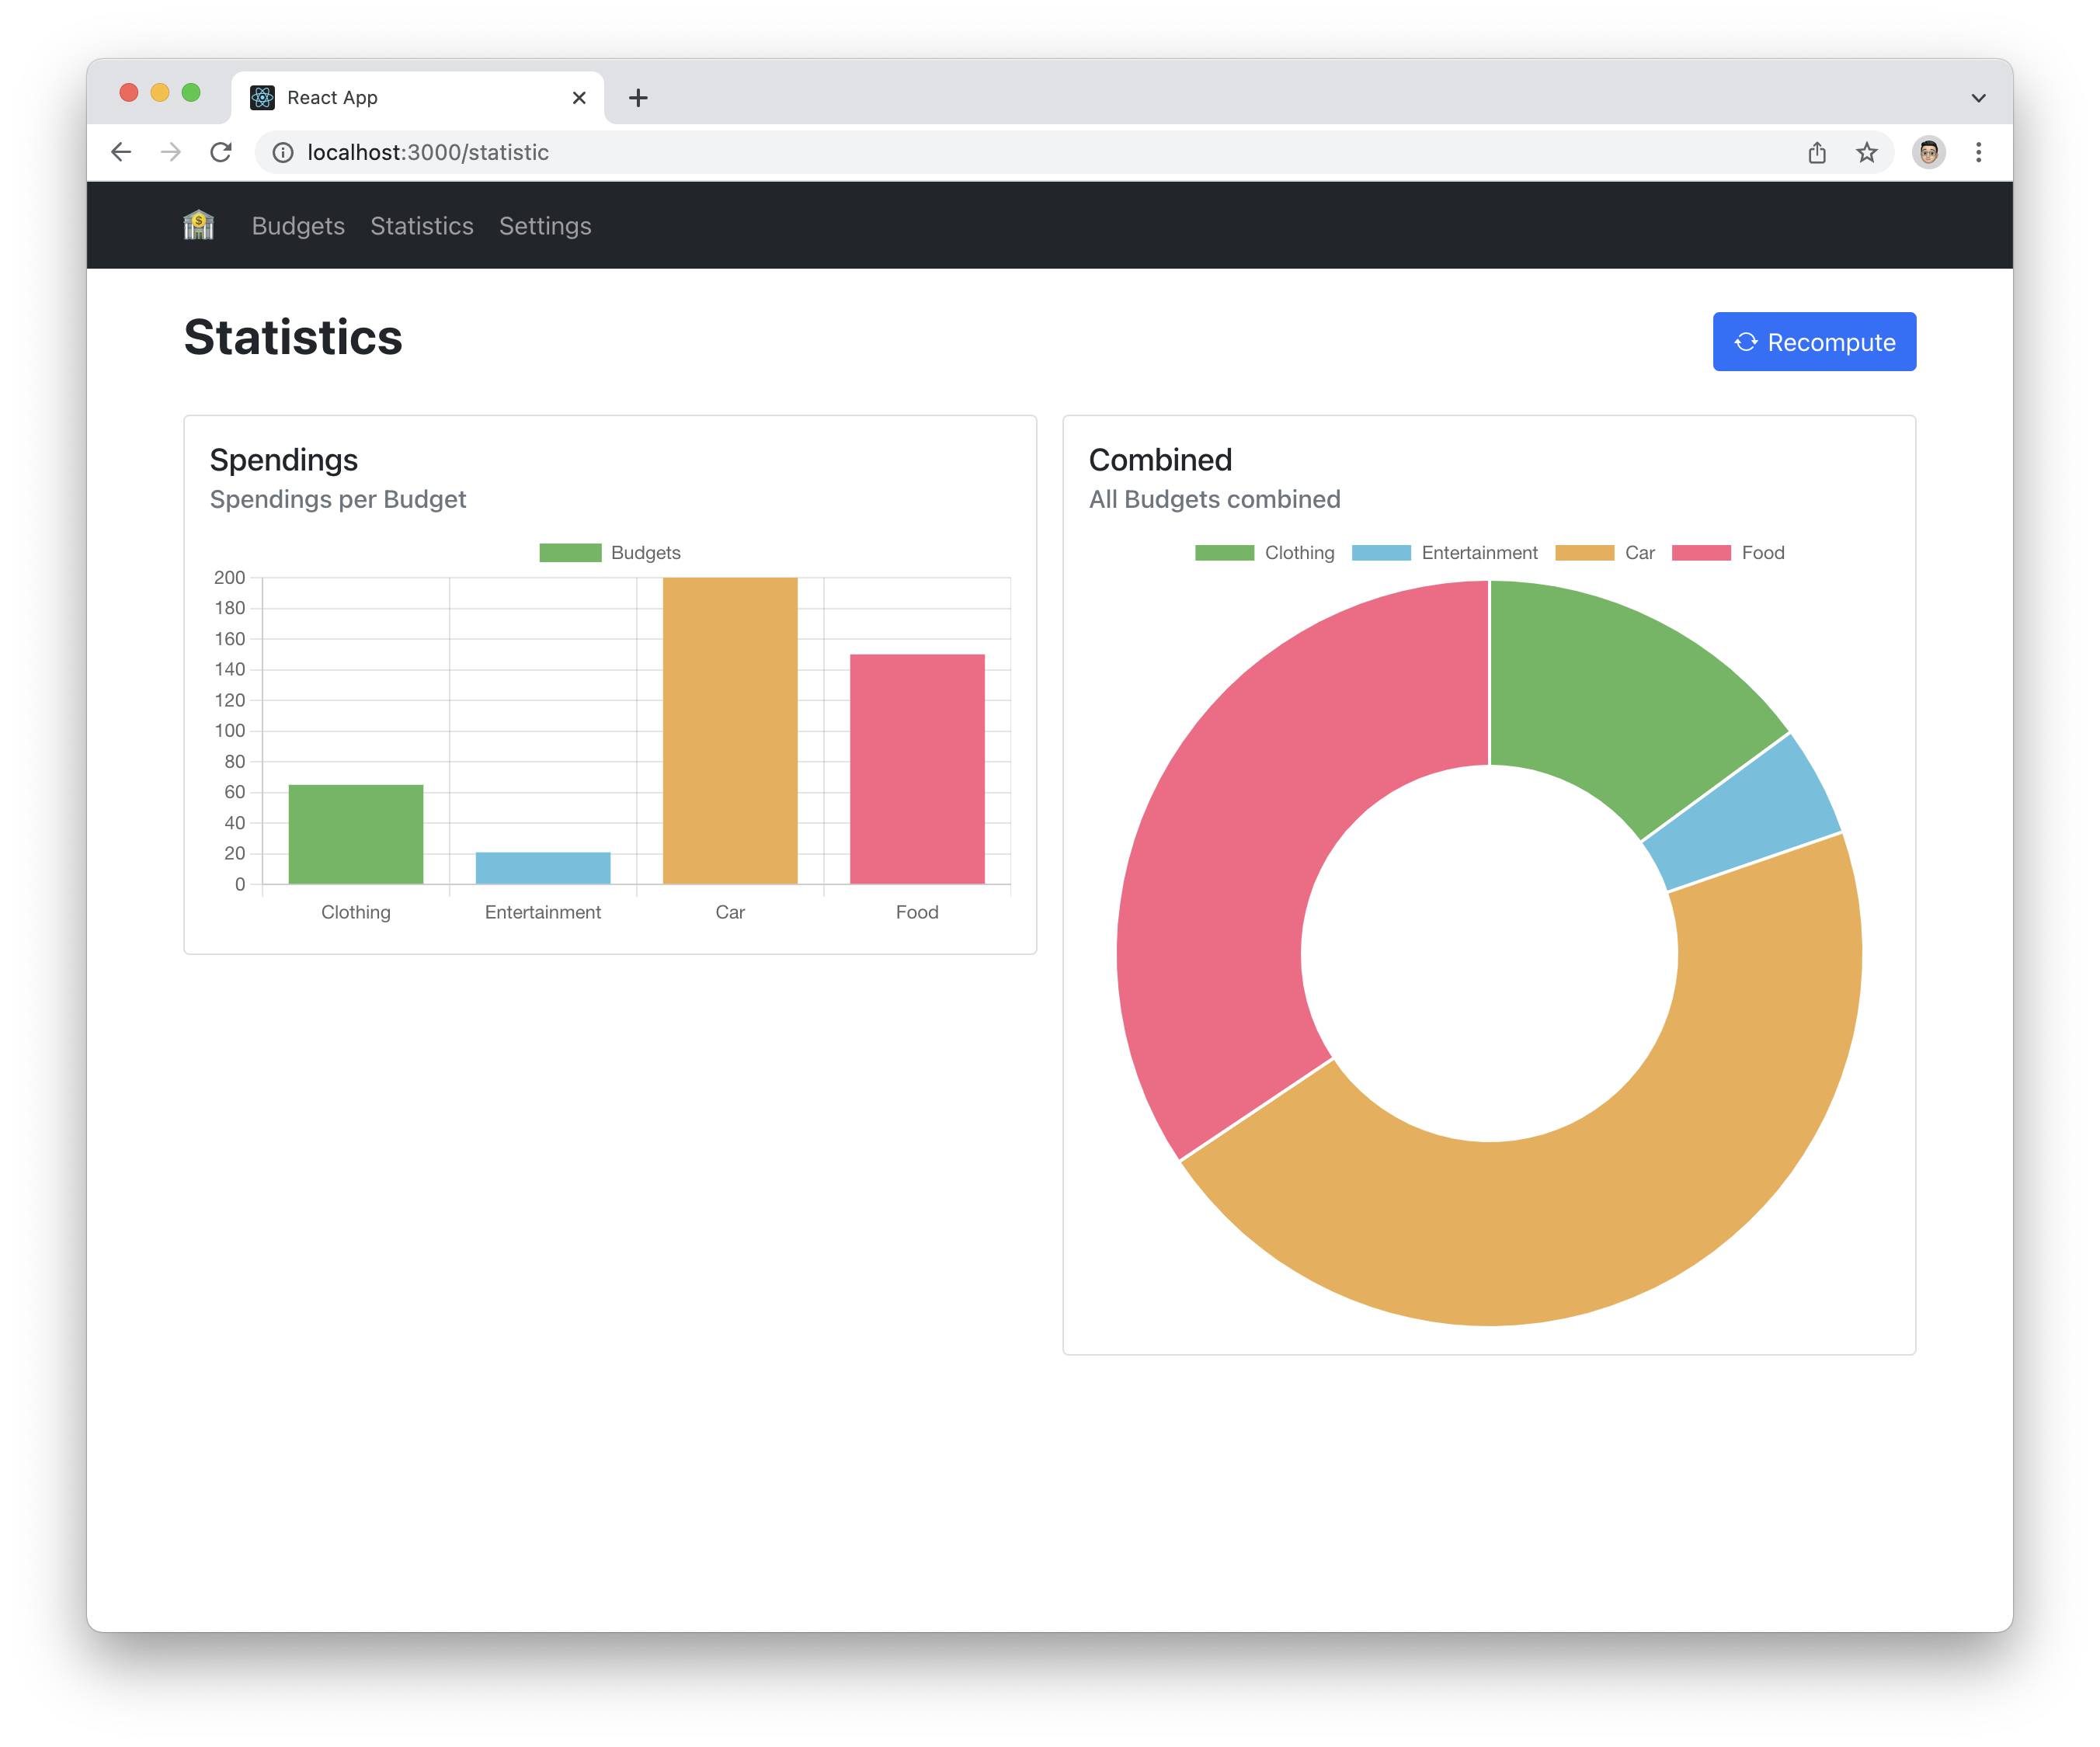 React App
localhost:3000/statistic
Budgets Statistics Settings
Statistics
Recompute
Spendings
Spendings per Budget
Budgets
200
180
160
140
120
100
80
60
40
20
0
Clothing Entertainment Car Food
Combined
All Budgets combined
Clothing Entertainment Car Food